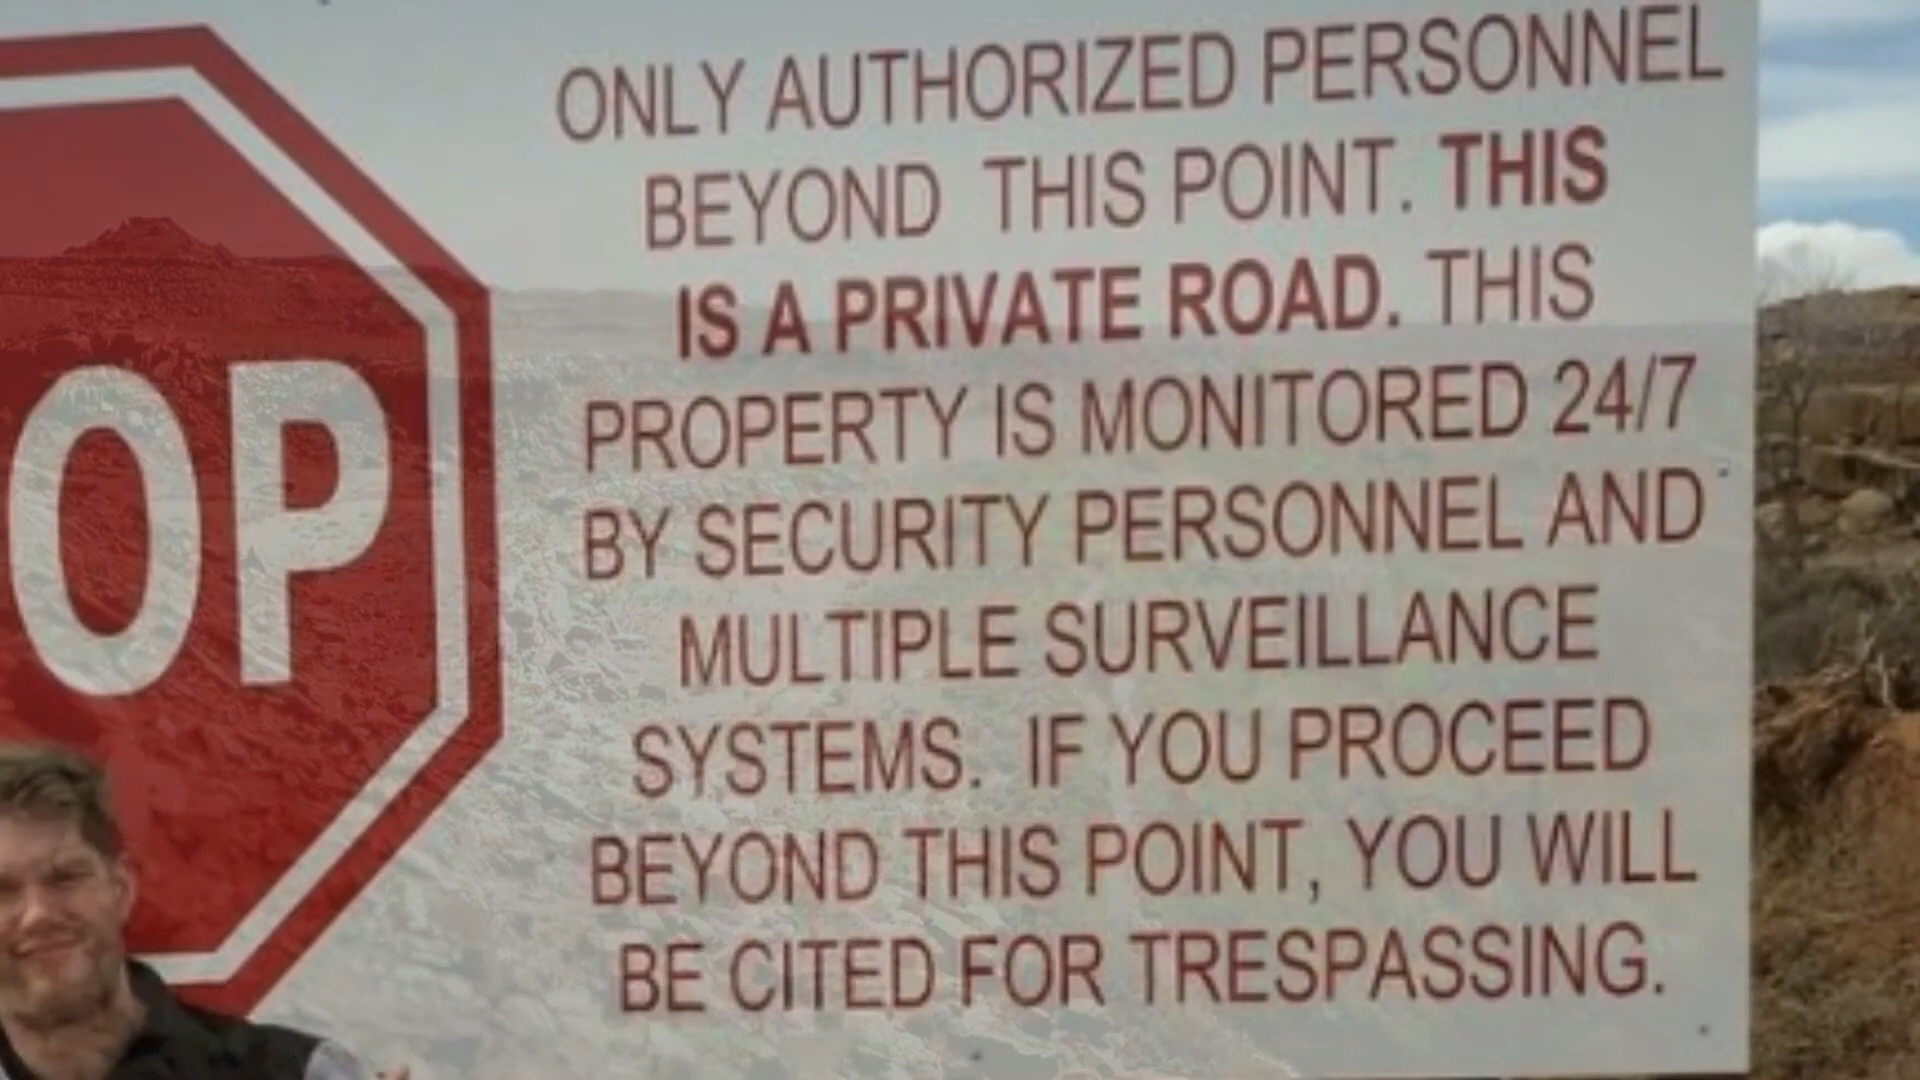 OP
ONLY AUTHORIZED PERSONNEL
BEYOND THIS POINT. THIS
IS A PRIVATE ROAD. THIS
PROPERTY IS MONITORED 24/7
BY SECURITY PERSONNEL AND
MULTIPLE SURVEILLANCE
SYSTEMS. IF YOU PROCEED
BEYOND THIS POINT, YOU WILL
BE CITED FOR TRESPASSING.